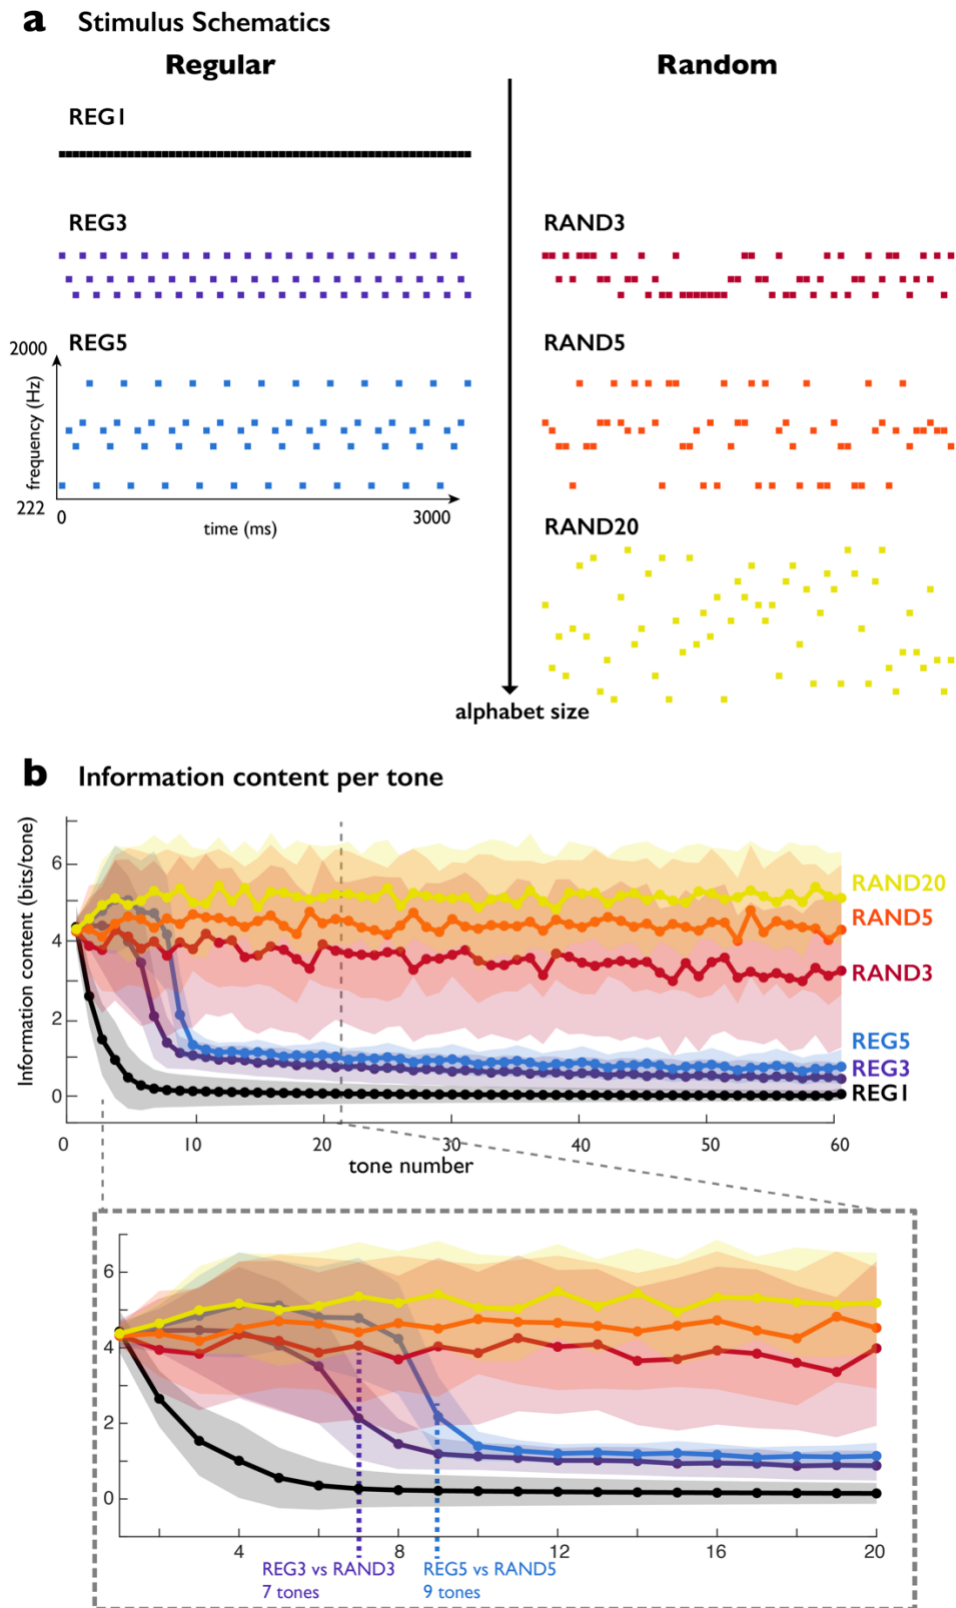 a Stimulus Schematics
Regular
Random
REG1
REG3
RAND3
REG5
RAND5
2000
frequency (Hz)
222
0
3000
time (ms)
RAND20
alphabet size
b Information content per tone
Information content (bits/tone)
6
4
2
0
RAND20
RAND5
RAND3
REG5
REG3
REG1
0 10 20 30 40 50 60
tone number
6
4
2
0
4 8 12 16 20
REG3 vs RAND3
7 tones
REG5 vs RAND5
9 tones